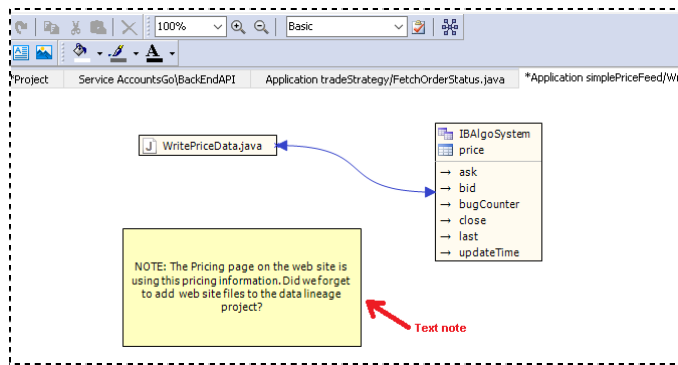 100%
Basic
A
*Project
Service AccountsGo\BackEndAPI
Application tradeStrategy/FetchOrderStatus.java
*Application simplePriceFeed/Wr
J WritePriceData.java
IBAlgoSystem
price
→ ask
→ bid
→ bugCounter
→ close
→ last
→ updateTime
NOTE: The Pricing page on the web site is
using this pricing information. Did we forget
to add web site files to the data lineage
project?
Text note